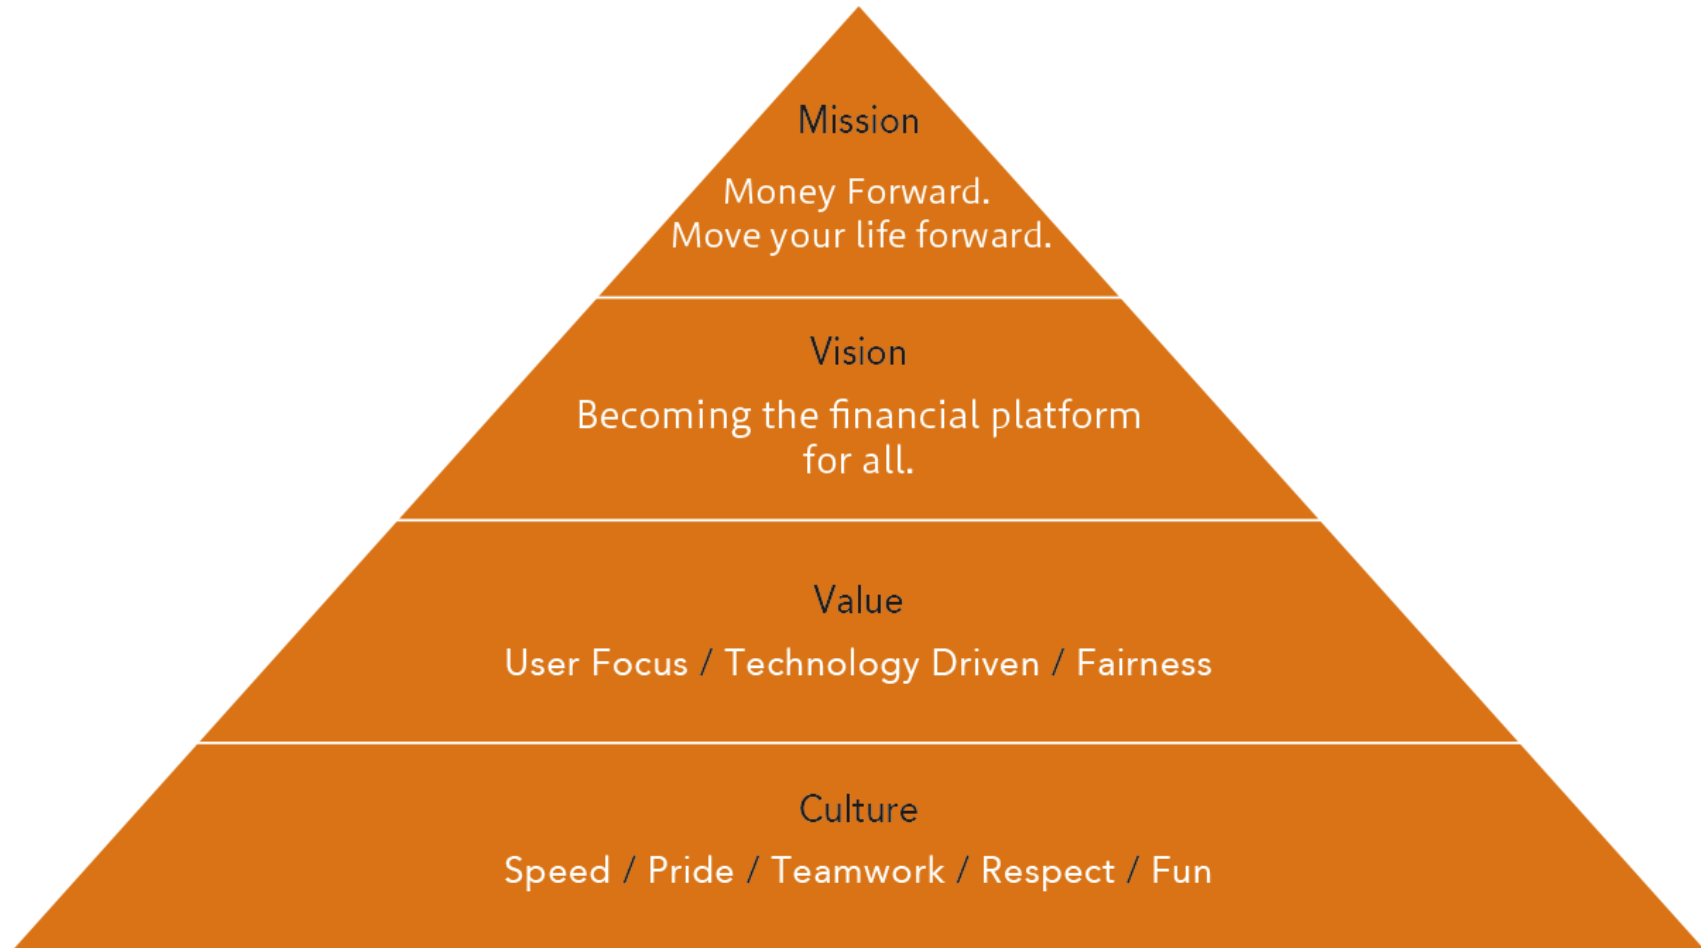 Mission
Money Forward.
Move your life forward.
Vision
Becoming the financial platform
for all.
Value
User Focus / Technology Driven / Fairness
Culture
Speed / Pride / Teamwork / Respect / Fun